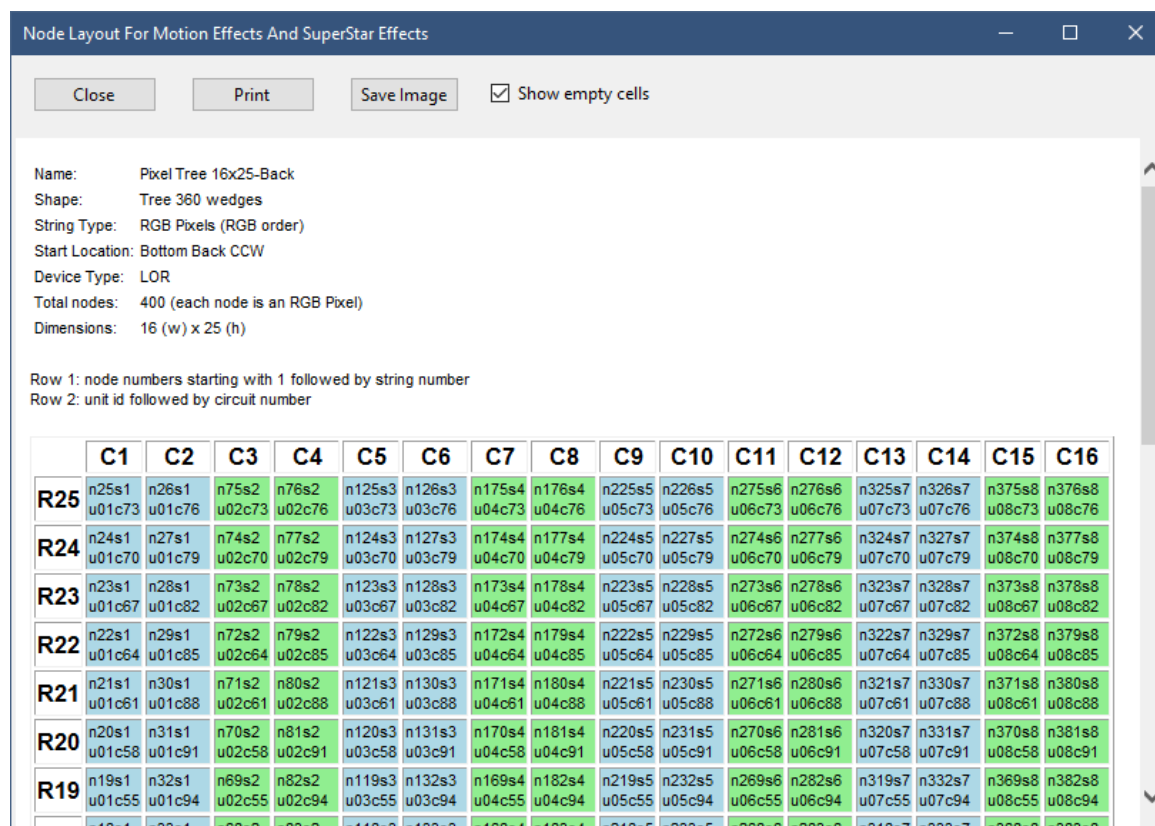 Node Layout For Motion Effects And SuperStar Effects
Close Print Save Image Show empty cells
Name: Pixel Tree 16x25-Back
Shape: Tree 360 wedges
String Type: RGB Pixels (RGB order)
Start Location: Bottom Back CCW
Device Type: LOR
Total nodes: 400 (each node is an RGB Pixel)
Dimensions: 16 (w) x 25 (h)
Row 1: node numbers starting with 1 followed by string number
Row 2: unit id followed by circuit number
C1 C2 C3 C4 C5 C6 C7 C8 C9 C10 C11 C12 C13 C14 C15 C16
R25 n25s1 n26s1 n75s2 n76s2 n125s3 n126s3 n175s4 n176s4 n225s5 n226s5 n275s6 n276s6 n325s7 n326s7 n375s8 n376s8
u01c73 u01c76 u02c73 u02c76 u03c73 u03c76 u04c73 u04c76 u05c73 u05c76 u06c73 u06c76 u07c73 u07c76 u08c73 u08c76
R24 n24s1 n27s1 n74s2 n77s2 n124s3 n127s3 n174s4 n177s4 n224s5 n227s5 n274s6 n277s6 n324s7 n327s7 n374s8 n377s8
u01c70 u01c79 u02c70 u02c79 u03c70 u03c79 u04c70 u04c79 u05c70 u05c79 u06c70 u06c79 u07c70 u07c79 u08c70 u08c79
R23 n23s1 n28s1 n73s2 n78s2 n123s3 n128s3 n173s4 n178s4 n223s5 n228s5 n273s6 n278s6 n323s7 n328s7 n373s8 n378s8
u01c67 u01c82 u02c67 u02c82 u03c67 u03c82 u04c67 u04c82 u05c67 u05c82 u06c67 u06c82 u07c67 u07c82 u08c67 u08c82
R22 n22s1 n29s1 n72s2 n79s2 n122s3 n129s3 n172s4 n179s4 n222s5 n229s5 n272s6 n279s6 n322s7 n329s7 n372s8 n379s8
u01c64 u01c85 u02c64 u02c85 u03c64 u03c85 u04c64 u04c85 u05c64 u05c85 u06c64 u06c85 u07c64 u07c85 u08c64 u08c85
R21 n21s1 n30s1 n71s2 n80s2 n121s3 n130s3 n171s4 n180s4 n221s5 n230s5 n271s6 n280s6 n321s7 n330s7 n371s8 n380s8
u01c61 u01c88 u02c61 u02c88 u03c61 u03c88 u04c61 u04c88 u05c61 u05c88 u06c61 u06c88 u07c61 u07c88 u08c61 u08c88
R20 n20s1 n31s1 n70s2 n81s2 n120s3 n131s3 n170s4 n181s4 n220s5 n231s5 n270s6 n281s6 n320s7 n331s7 n370s8 n381s8
u01c58 u01c91 u02c58 u02c91 u03c58 u03c91 u04c58 u04c91 u05c58 u05c91 u06c58 u06c91 u07c58 u07c91 u08c58 u08c91
R19 n19s1 n32s1 n69s2 n82s2 n119s3 n132s3 n169s4 n182s4 n219s5 n232s5 n269s6 n282s6 n319s7 n332s7 n369s8 n382s8
u01c55 u01c94 u02c55 u02c94 u03c55 u03c94 u04c55 u04c94 u05c55 u05c94 u06c55 u06c94 u07c55 u07c94 u08c55 u08c94